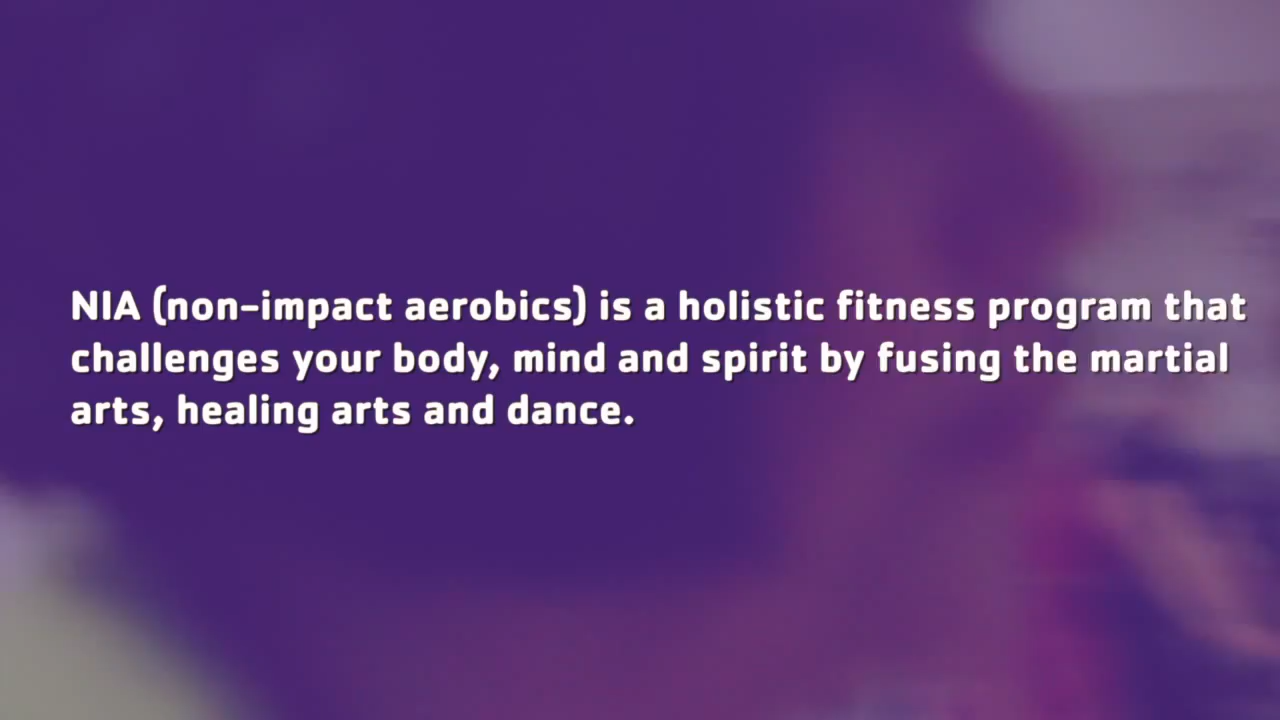 NIA (non-impact aerobics) is a holistic fitness program that
challenges your body, mind and spirit by fusing the martial
arts, healing arts and dance.